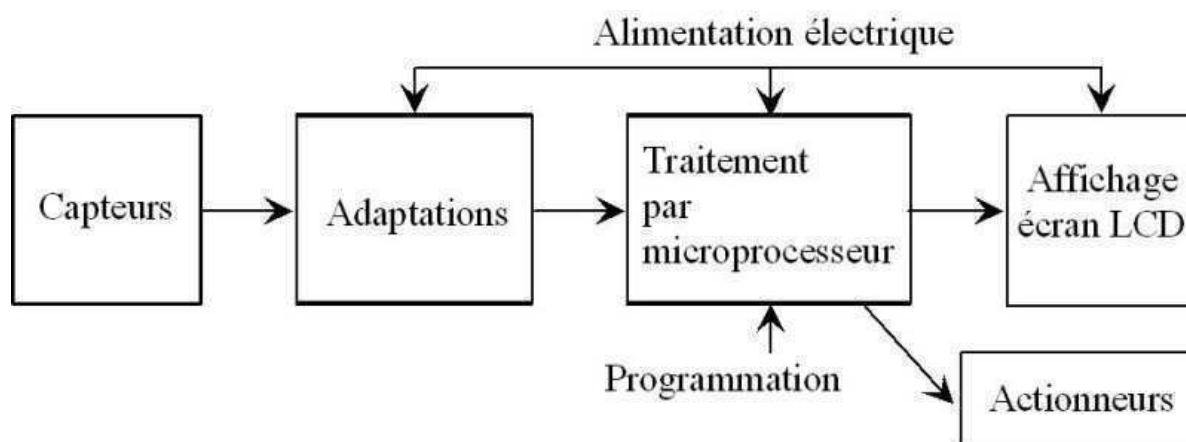 Alimentation électrique
Capteurs
Adaptations
Traitement
par
microprocesseur
Affichage
écran LCD
Programmation
Actionneurs